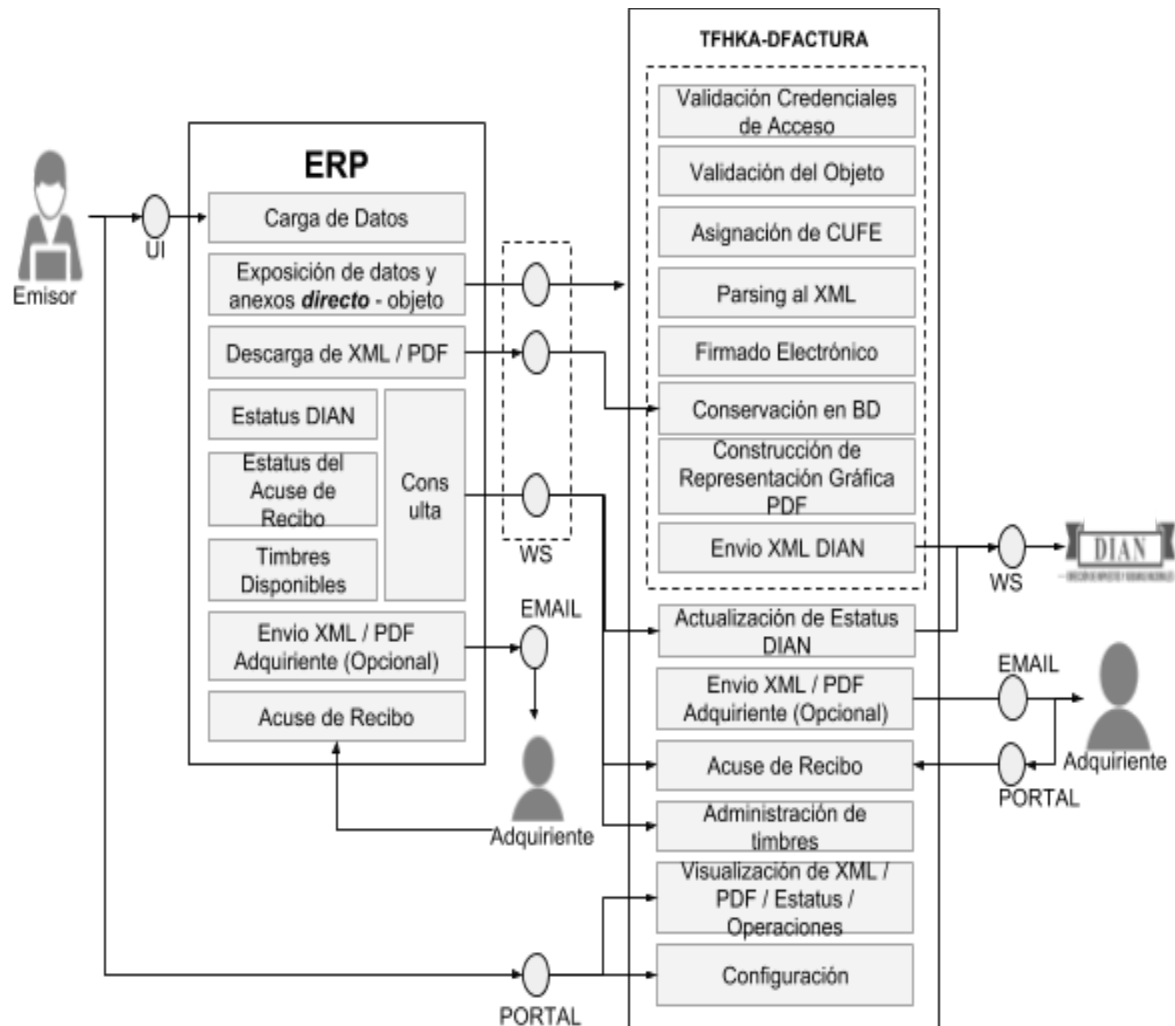 Emisor
UI
ERP
Carga de Datos
Exposición de datos y
anexos directo - objeto
Descarga de XML / PDF
Estatus DIAN
Estatus del
Acuse de
Recibo
Timbres
Disponibles
Cons
ulta
Envio XML / PDF
Adquiriente (Opcional)
Acuse de Recibo
WS
EMAIL
Adquiriente
PORTAL
TFHKA-DFACTURA
Validación Credenciales
de Acceso
Validación del Objeto
Asignación de CUFE
Parsing al XML
Firmado Electrónico
Conservación en BD
Construcción de
Representación Gráfica
PDF
Envio XML DIAN
Actualización de Estatus
DIAN
Envio XML / PDF
Adquiriente (Opcional)
Acuse de Recibo
Administración de
timbres
Visualización de XML /
PDF / Estatus /
Operaciones
Configuración
WS
DIAN
EMAIL
Adquiriente
PORTAL